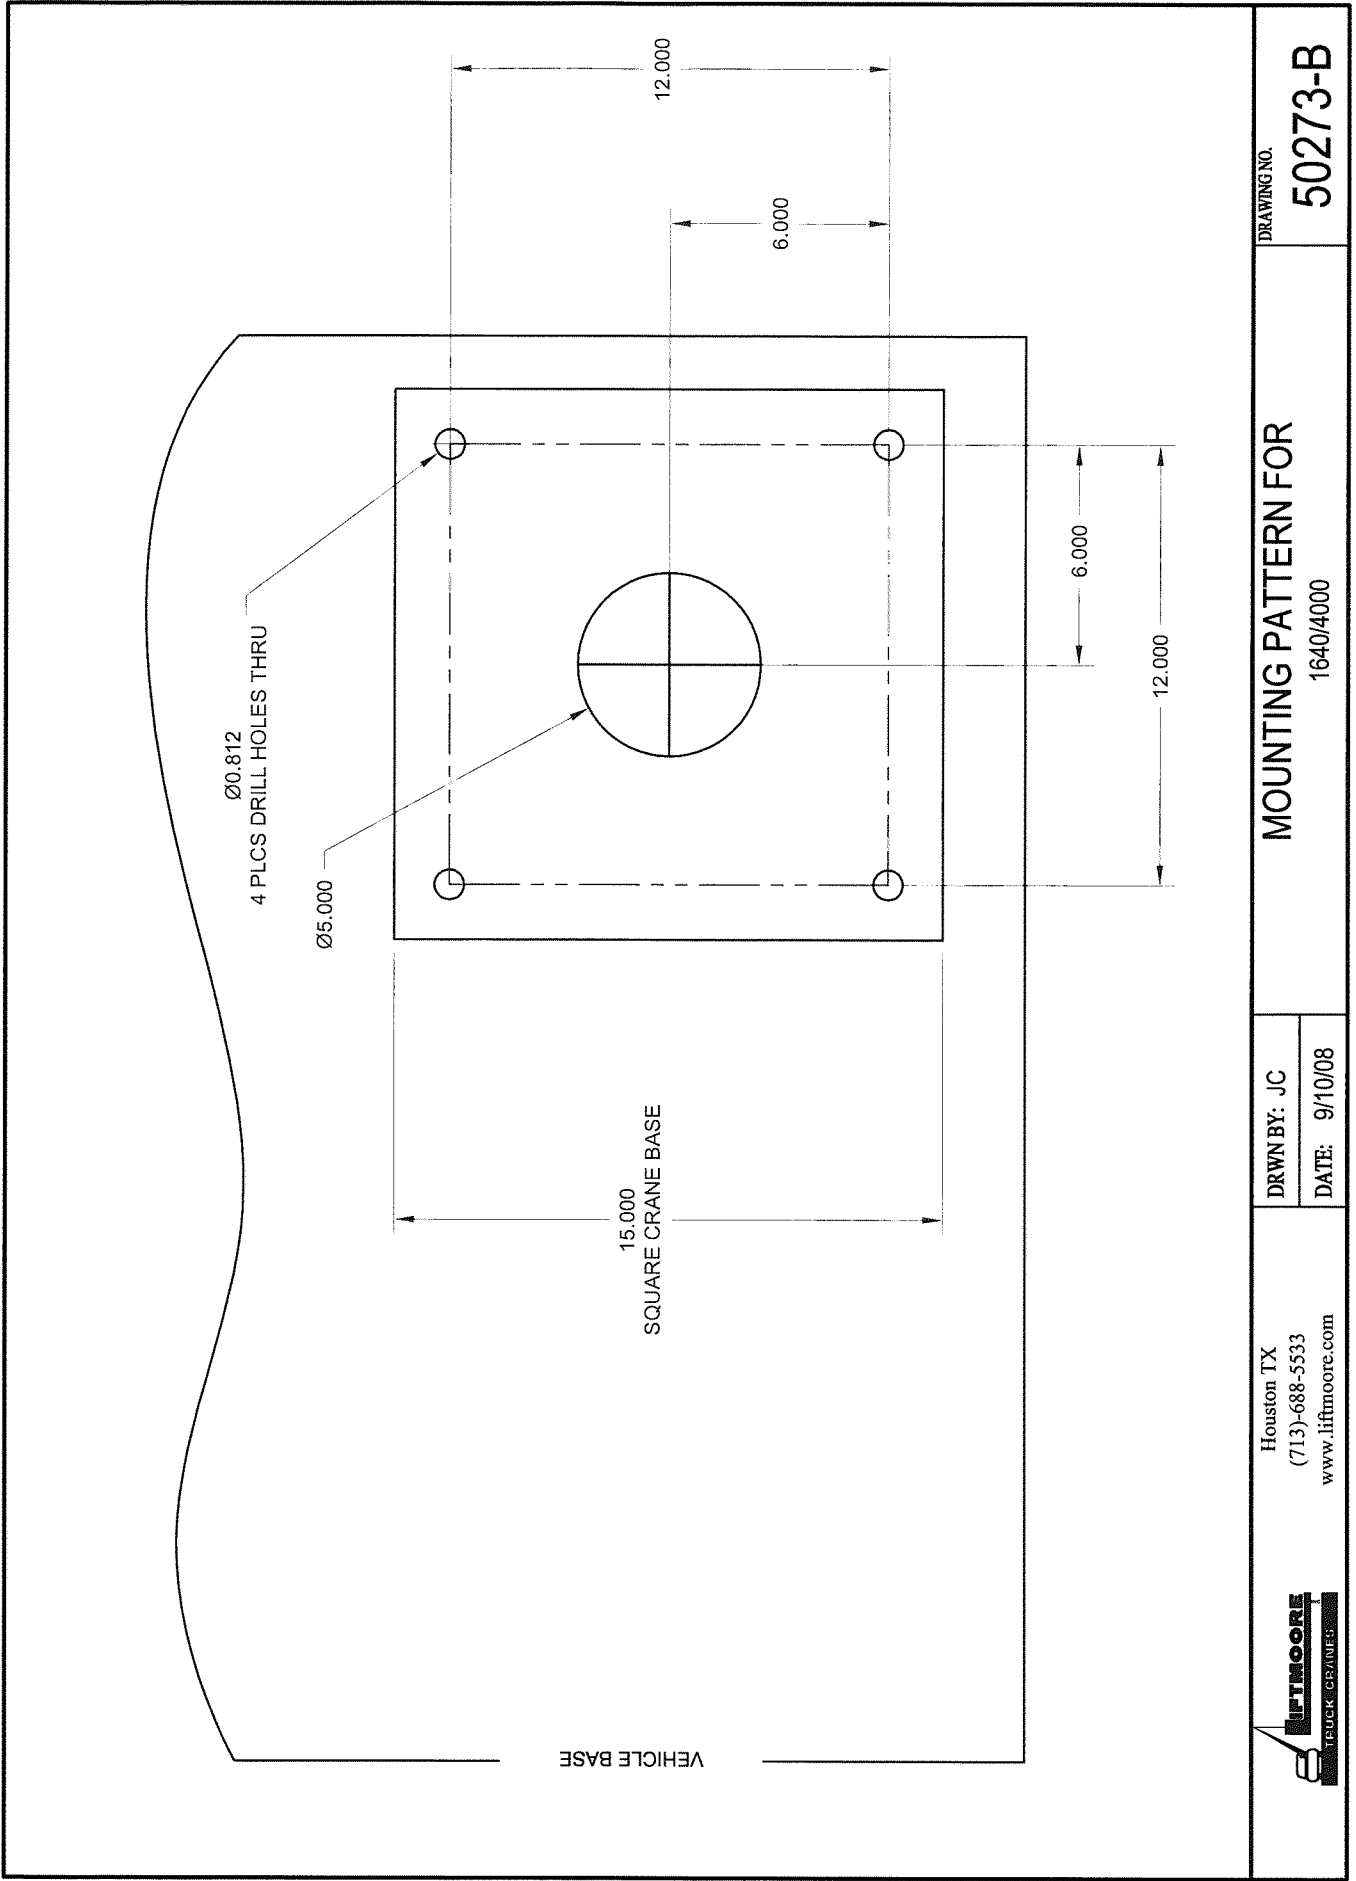 Ø0.812
4 PLCS DRILL HOLES THRU
Ø5.000
12.000
6.000
15.000
SQUARE CRANE BASE
6.000
12.000
VEHICLE BASE
LIFTMOORE
TRUCK CRANES
Houston TX
(713)-688-5533
www.liftmoore.com
DRWN BY: JC
DATE: 9/10/08
MOUNTING PATTERN FOR
1640/4000
DRAWING NO.
50273-B